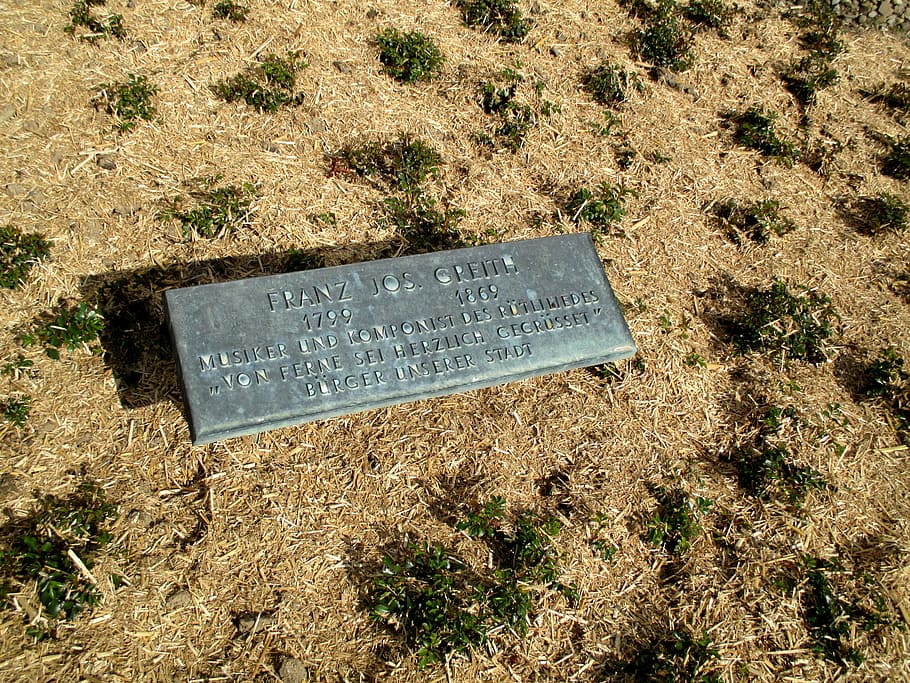 FRANZ JOS. GREITH
1799 1869
MUSIKER UND KOMPONIST DES RÜTLILIEDES
„VON FERNE SEI HERZLICH GEGRÜSSET"
BÜRGER UNSERER STADT